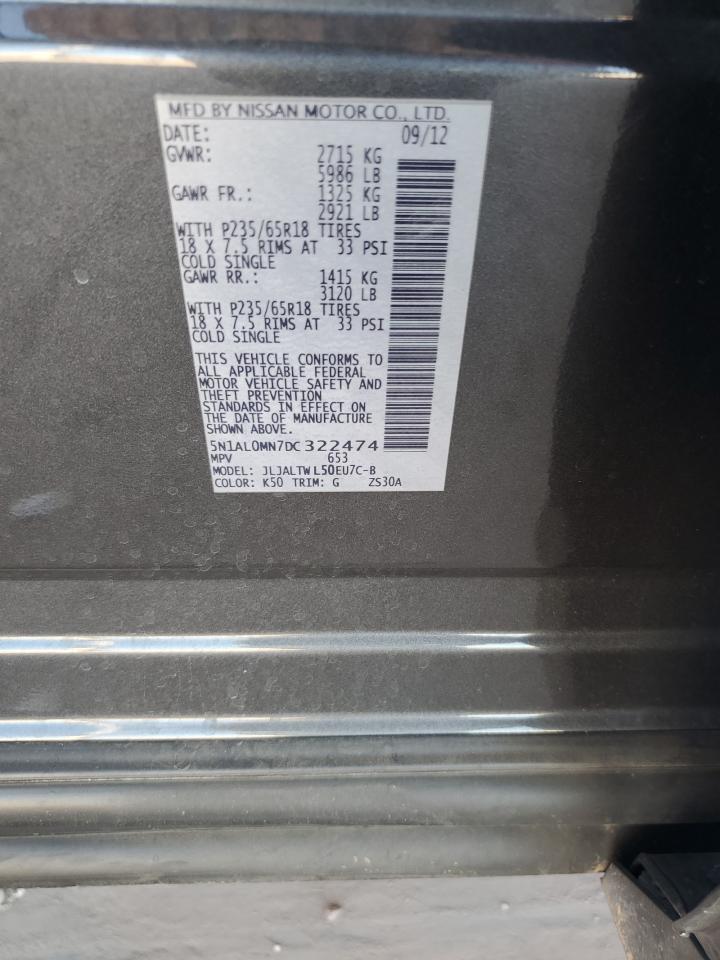 MFD BY NISSAN MOTOR CO., LTD.
DATE: 09/12
GVWR: 2715 KG
5986 LB
GAWR FR.: 1325 KG
2921 LB
WITH P235/65R18 TIRES
18 X 7.5 RIMS AT 33 PSI
COLD SINGLE
GAWR RR.: 1415 KG
3120 LB
WITH P235/65R18 TIRES
18 X 7.5 RIMS AT 33 PSI
COLD SINGLE
THIS VEHICLE CONFORMS TO
ALL APPLICABLE FEDERAL
MOTOR VEHICLE SAFETY AND
THEFT PREVENTION
STANDARDS IN EFFECT ON
THE DATE OF MANUFACTURE
SHOWN ABOVE.
5N1AL0MN7DC322474
MPV 653
MODEL: JLJALTWL50EU7C-B
COLOR: K50 TRIM: G ZS30A